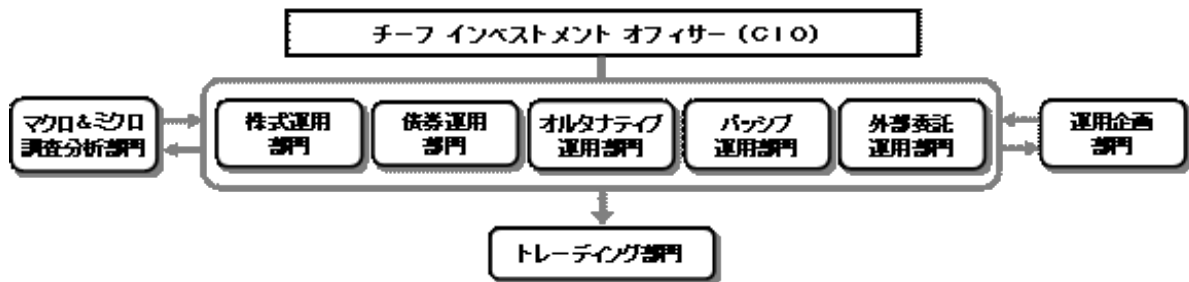 チーフ インベストメント オフィサー（CIO）
マクロ＆ミクロ
調査分析部門
株式運用
部門
債券運用
部門
オルタナティブ
運用部門
パッシブ
運用部門
外部委託
運用部門
運用企画
部門
トレーディング部門